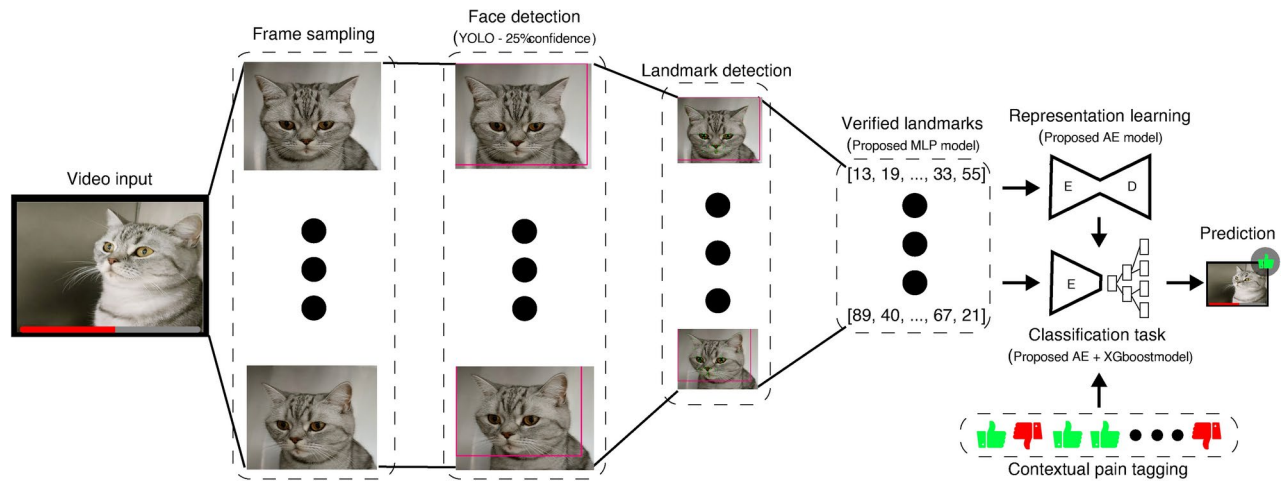 Video input
Frame sampling
Face detection
(YOLO - 25%confidence)
Landmark detection
Verified landmarks
(Proposed MLP model)
[13, 19, ..., 33, 55]
[89, 40, ..., 67, 21]
Representation learning
(Proposed AE model)
E D
E
Classification task
(Proposed AE + XGboostmodel)
Prediction
Contextual pain tagging